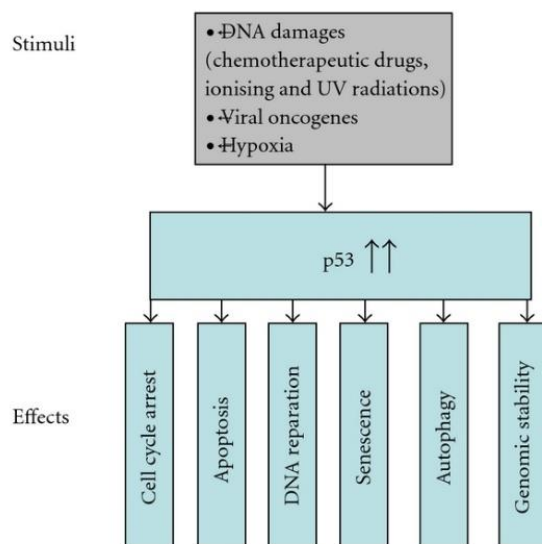 Stimuli
• DNA damages
(chemotherapeutic drugs,
ionising and UV radiations)
• Viral oncogenes
• Hypoxia
p53 ↑↑
Effects
Cell cycle arrest
Apoptosis
DNA reparation
Senescence
Autophagy
Genomic stability